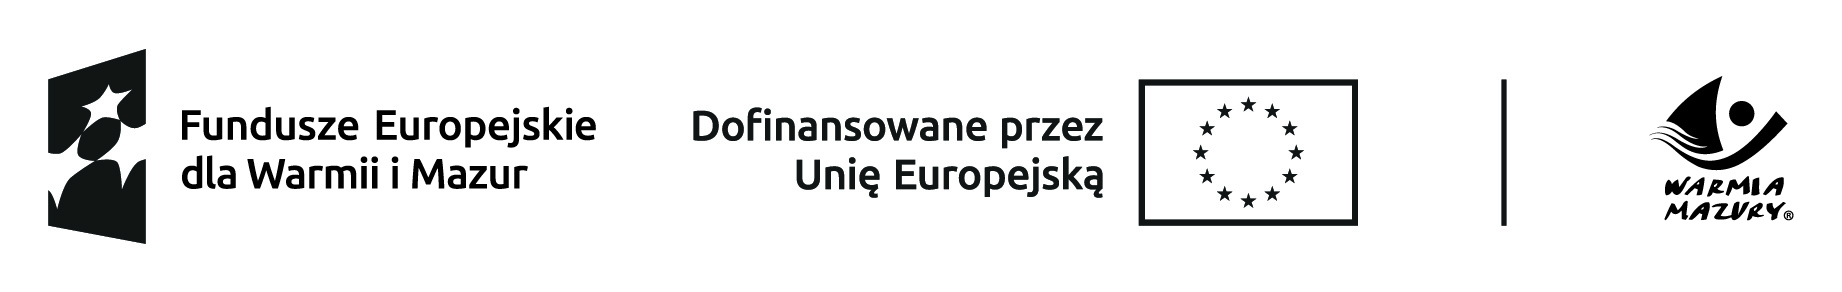 Fundusze Europejskie
dla Warmii i Mazur
Dofinansowane przez
Unię Europejską
WARMIA
MAZURY®